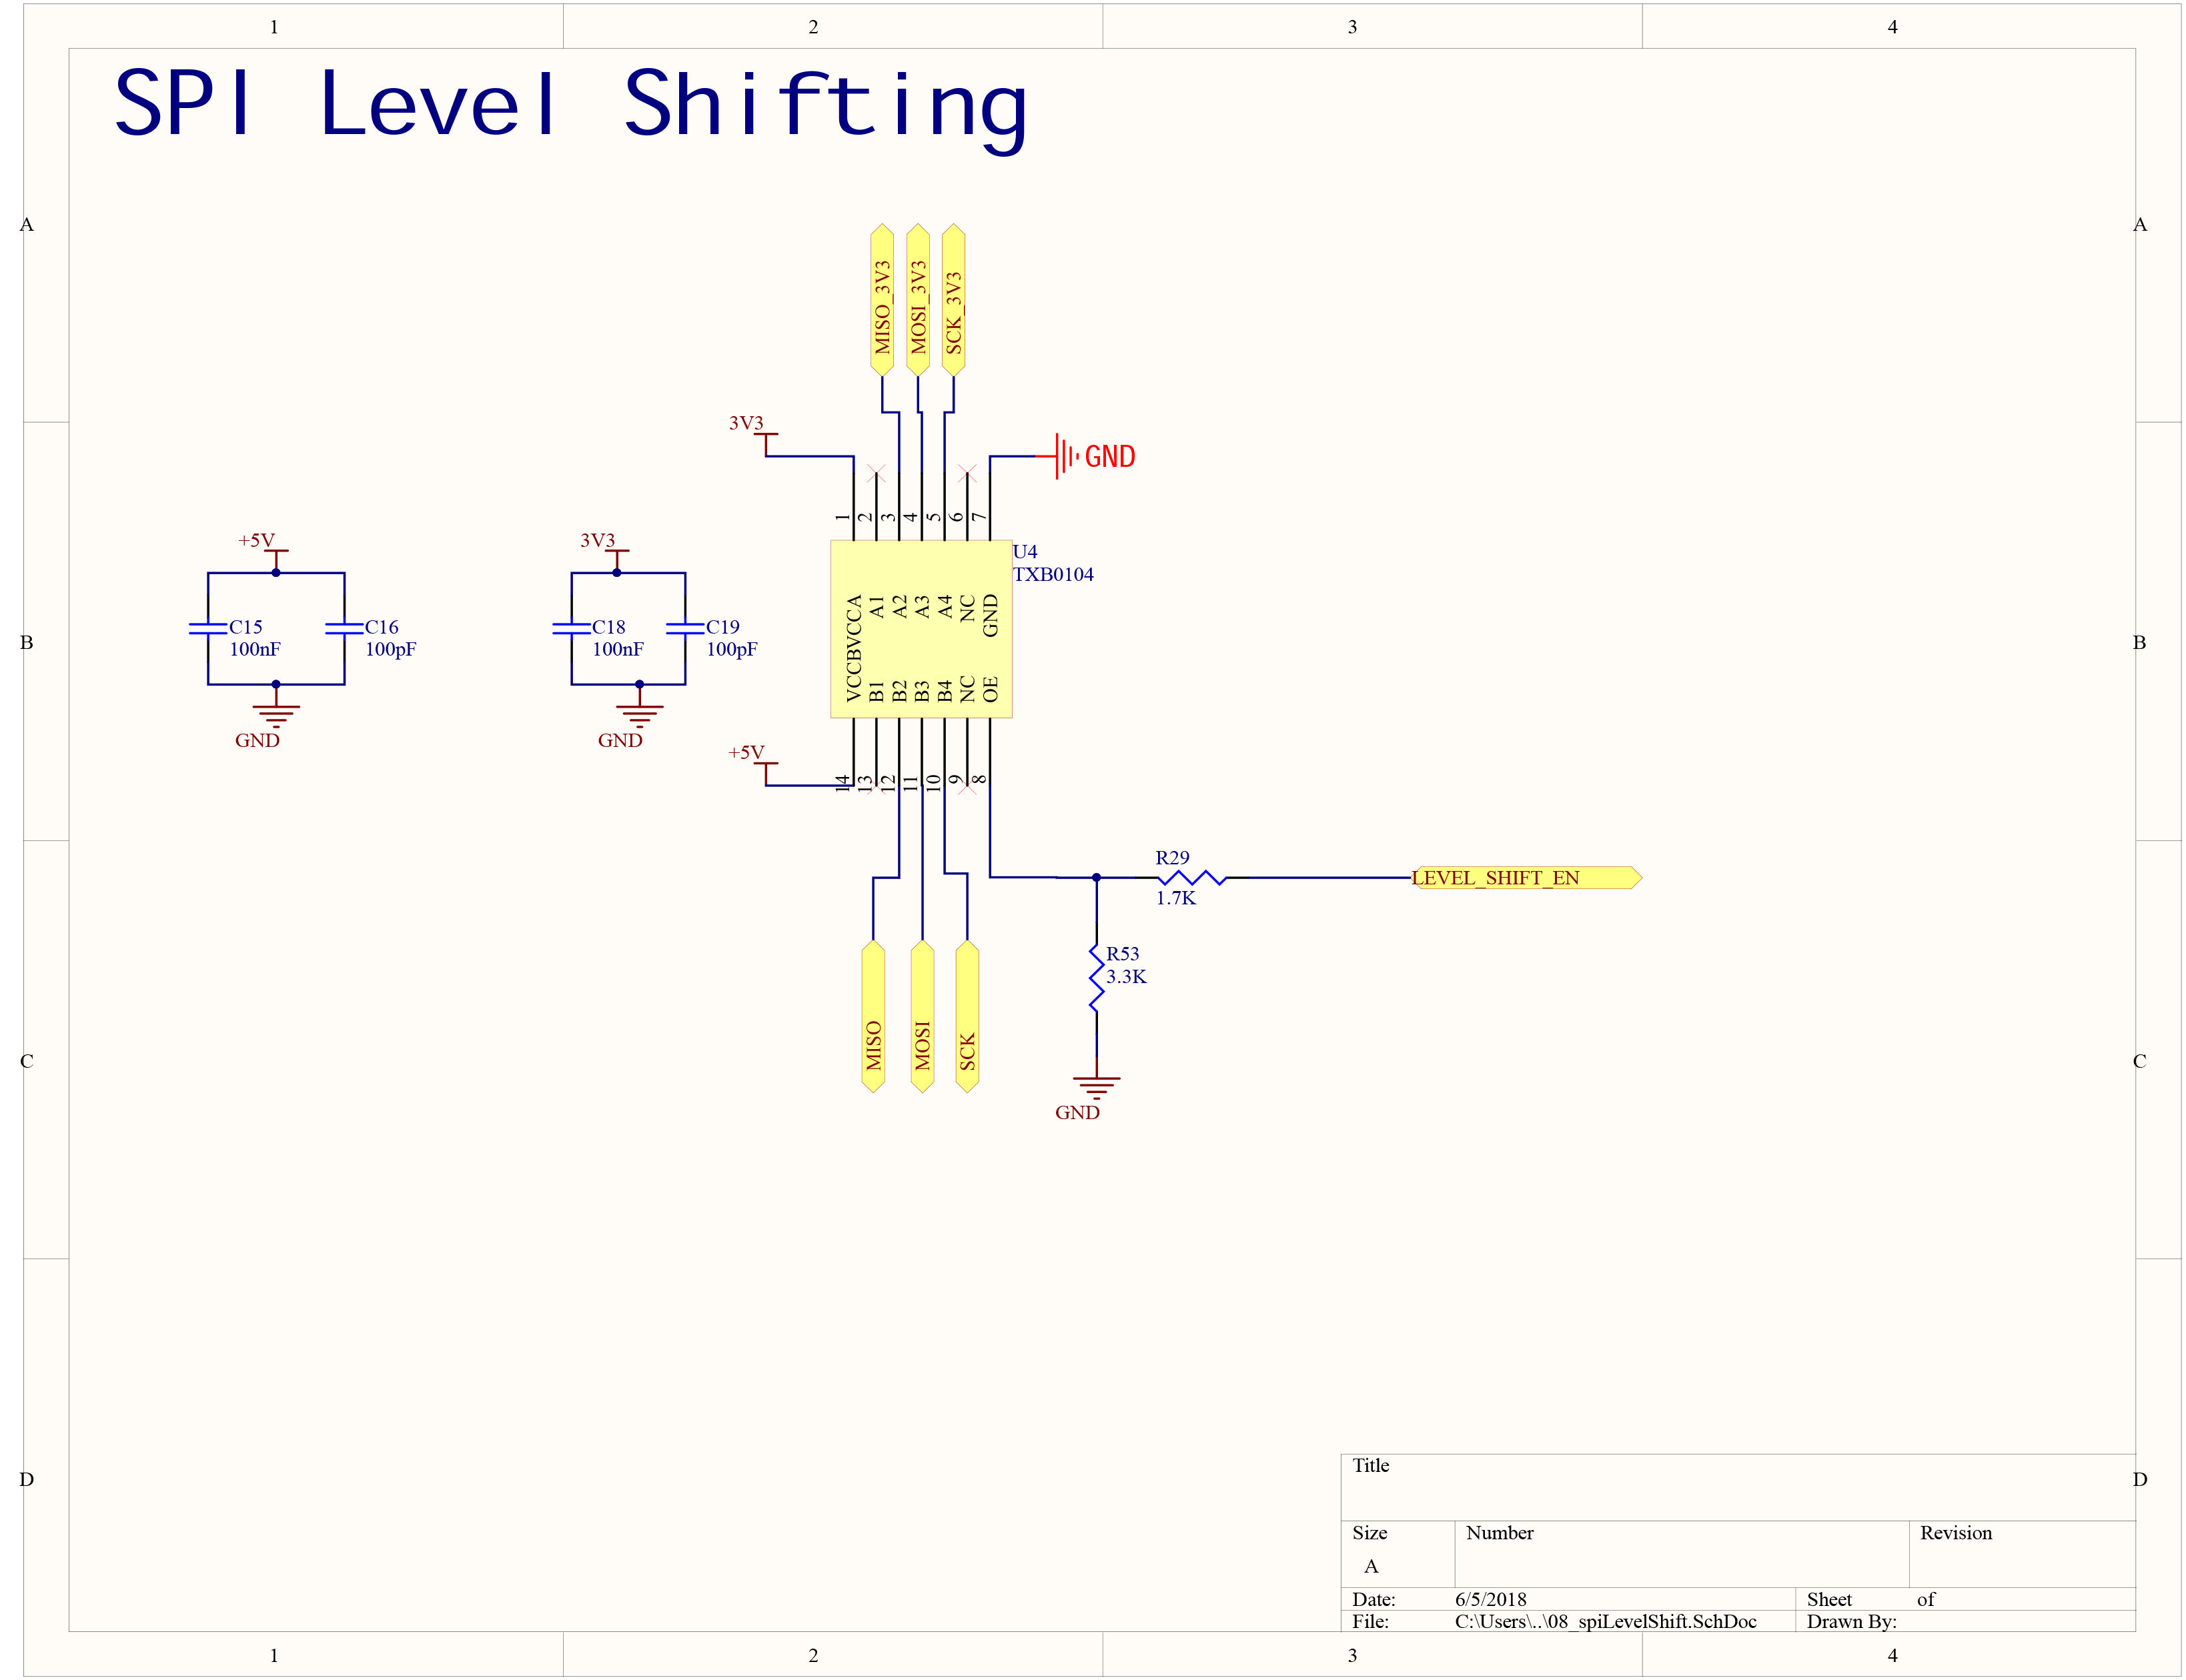 1 2 3 4
SPI Level Shifting
A A
MISO_3V3 MOSI_3V3 SCK_3V3
3V3
GND
1 2 3 4 5 6 7
+5V 3V3
U4
TXB0104
VCCA A1 A2 A3 A4 NC GND
C15 C16 C18 C19
100nF 100pF 100nF 100pF
B B
VCCB B1 B2 B3 B4 NC OE
GND GND
+5V
14 13 12 11 10 9 8
R29
LEVEL_SHIFT_EN
1.7K
R53
3.3K
MISO MOSI SCK
C C
GND
Title
D D
Size Number Revision
A
Date: 6/5/2018 Sheet of
File: C:\Users\..\08_spiLevelShift.SchDoc Drawn By:
1 2 3 4